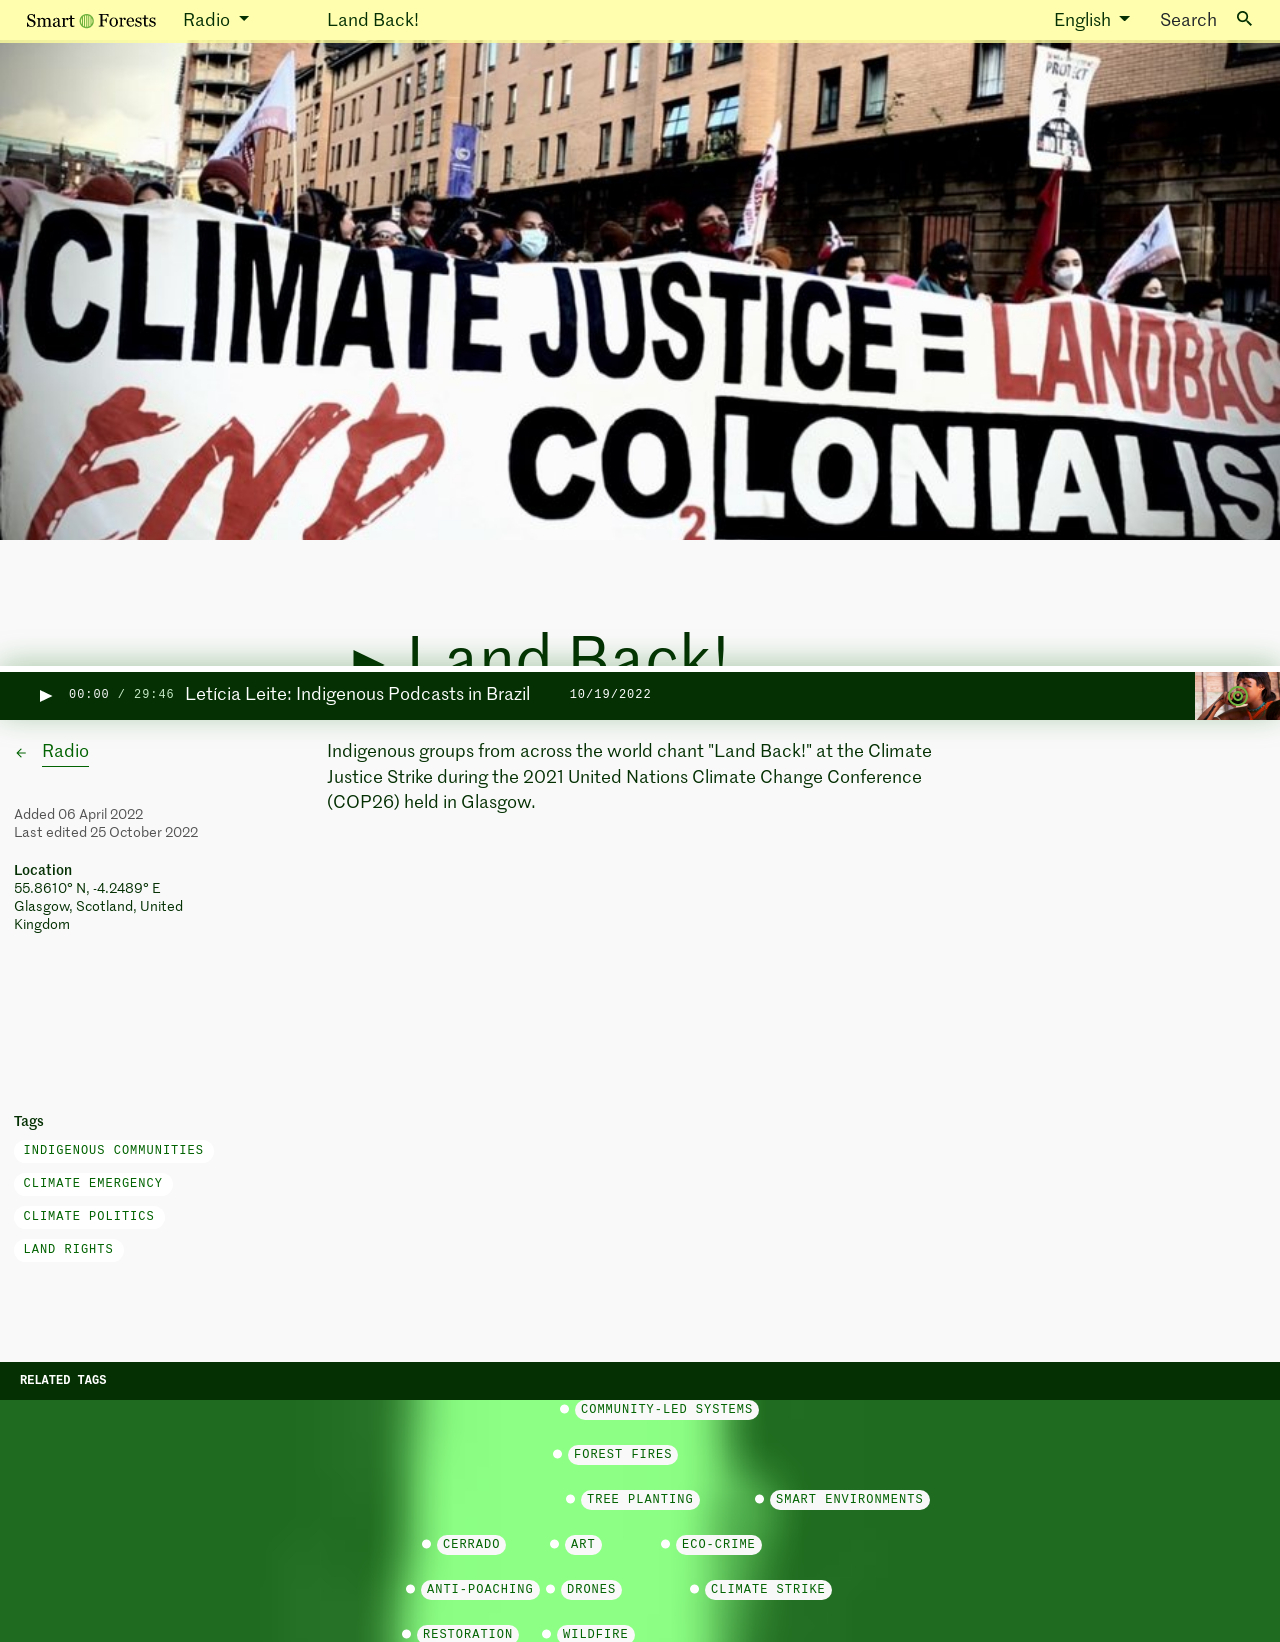 Smart Forests Radio Land Back! English Search
PROTECT
CLIMATE JUSTICE = LANDBAC
END COLONIALIS
2
Land Back!
00:00 / 29:46 Letícia Leite: Indigenous Podcasts in Brazil 10/19/2022
← Radio
Indigenous groups from across the world chant "Land Back!" at the Climate
Justice Strike during the 2021 United Nations Climate Change Conference
(COP26) held in Glasgow.
Added 06 April 2022
Last edited 25 October 2022
Location
55.8610° N, -4.2489° E
Glasgow, Scotland, United
Kingdom
Tags
INDIGENOUS COMMUNITIES
CLIMATE EMERGENCY
CLIMATE POLITICS
LAND RIGHTS
RELATED TAGS
COMMUNITY-LED SYSTEMS
FOREST FIRES
TREE PLANTING SMART ENVIRONMENTS
CERRADO ART ECO-CRIME
ANTI-POACHING DRONES CLIMATE STRIKE
RESTORATION WILDFIRE